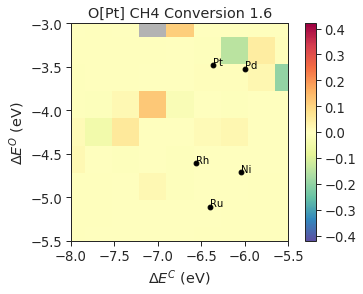 O[Pt] CH4 Conversion 1.6
−3.0
−3.5
−4.0
−4.5
−5.0
−5.5
ΔE^O (eV)
Pt
Pd
Rh
Ni
Ru
−8.0 −7.5 −7.0 −6.5 −6.0 −5.5
ΔE^C (eV)
0.4
0.3
0.2
0.1
0.0
−0.1
−0.2
−0.3
−0.4